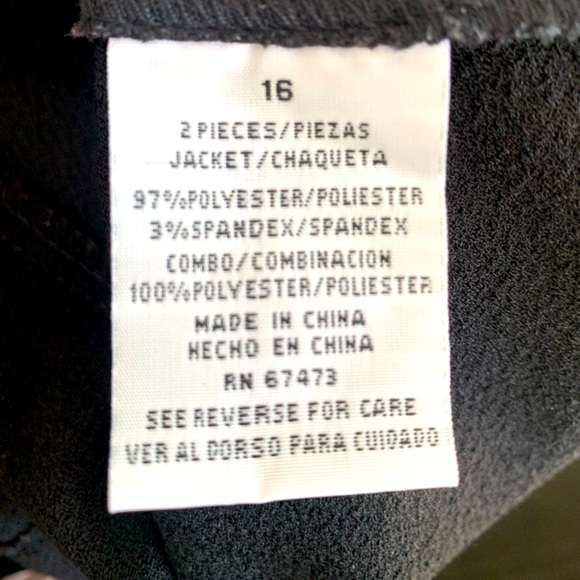 16
2 PIECES/PIEZAS
JACKET/CHAQUETA
97%POLYESTER/POLIESTER
3%SPANDEX/SPANDEX
COMBO/COMBINACION
100%POLYESTER/POLIESTER
MADE IN CHINA
HECHO EN CHINA
RN 67473
SEE REVERSE FOR CARE
VER AL DORSO PARA CUIDADO